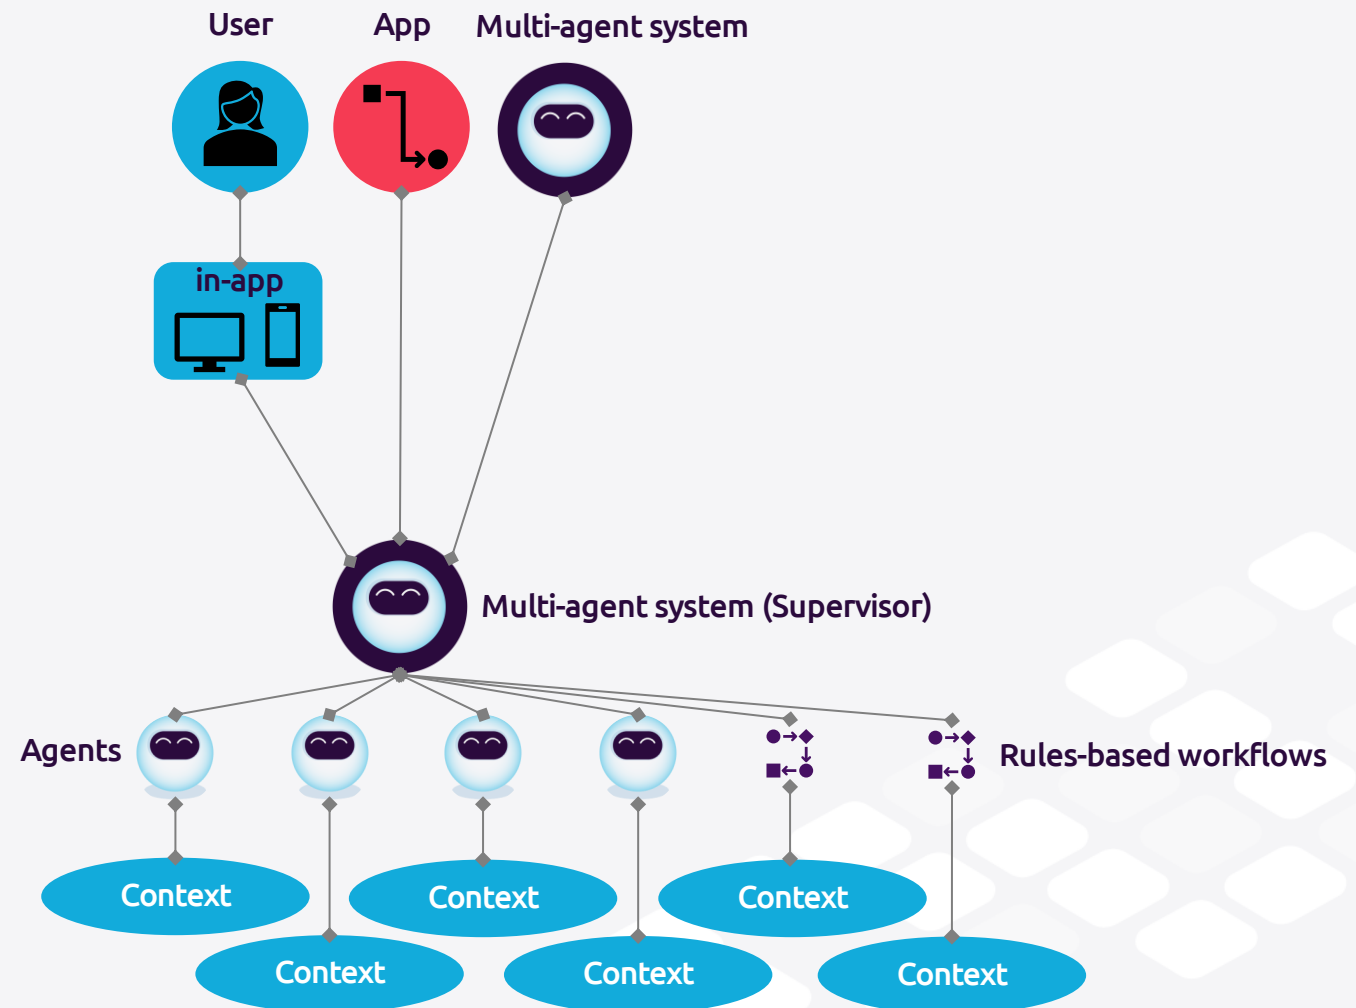 User
App
Multi-agent system
in-app
Multi-agent system (Supervisor)
Agents
Rules-based workflows
Context
Context
Context
Context
Context
Context